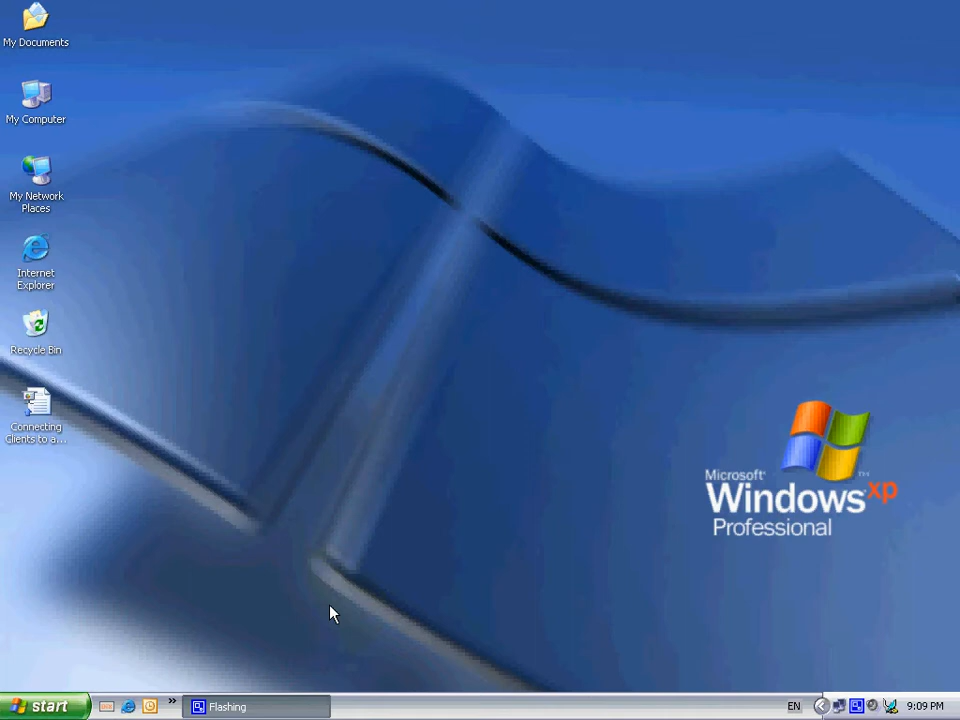 My Documents
My Computer
My Network
Places
Internet
Explorer
Recycle Bin
Connecting
Clients to a...
Microsoft
Windows xp
Professional
TM
start
Flashing
EN
9:09 PM